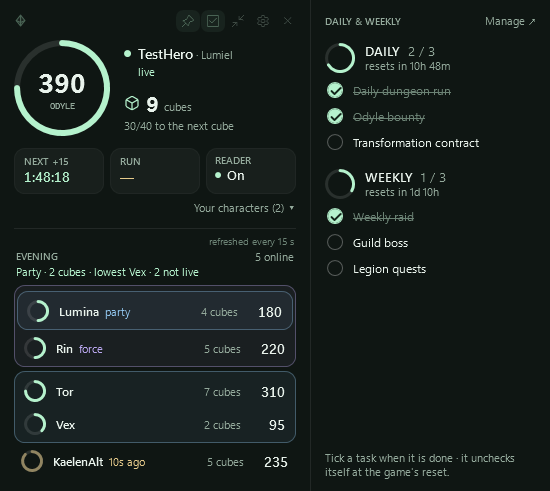 390
ODYLE
TestHero · Lumiel
live
9 cubes
30/40 to the next cube
NEXT +15
1:48:18
RUN
—
READER
On
Your characters (2) ▾
refreshed every 15 s
EVENING
5 online
Party · 2 cubes · lowest Vex · 2 not live
Lumina party 4 cubes 180
Rin force 5 cubes 220
Tor 7 cubes 310
Vex 2 cubes 95
KaelenAlt 10s ago 5 cubes 235
DAILY & WEEKLY
Manage ↗
DAILY 2 / 3
resets in 10h 48m
Daily dungeon run
Odyle bounty
Transformation contract
WEEKLY 1 / 3
resets in 1d 10h
Weekly raid
Guild boss
Legion quests
Tick a task when it is done · it unchecks
itself at the game's reset.